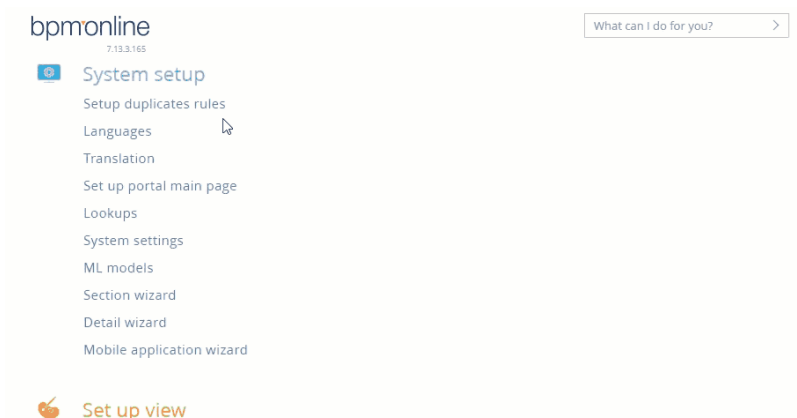 bpm'online
What can I do for you?
7.13.3.165
System setup
Setup duplicates rules
Languages
Translation
Set up portal main page
Lookups
System settings
ML models
Section wizard
Detail wizard
Mobile application wizard
Set up view